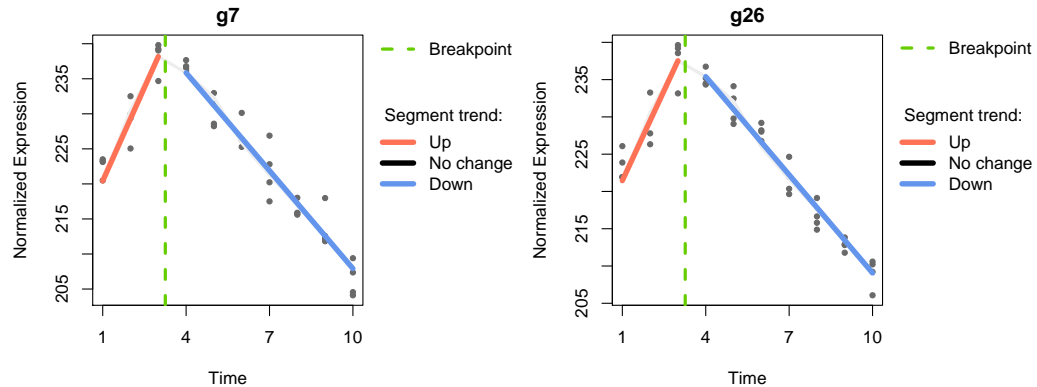 g7
Normalized Expression
205
215
225
235
1 4 7 10
Time
Breakpoint
Segment trend:
Up
No change
Down
g26
Normalized Expression
205
215
225
235
1 4 7 10
Time
Breakpoint
Segment trend:
Up
No change
Down